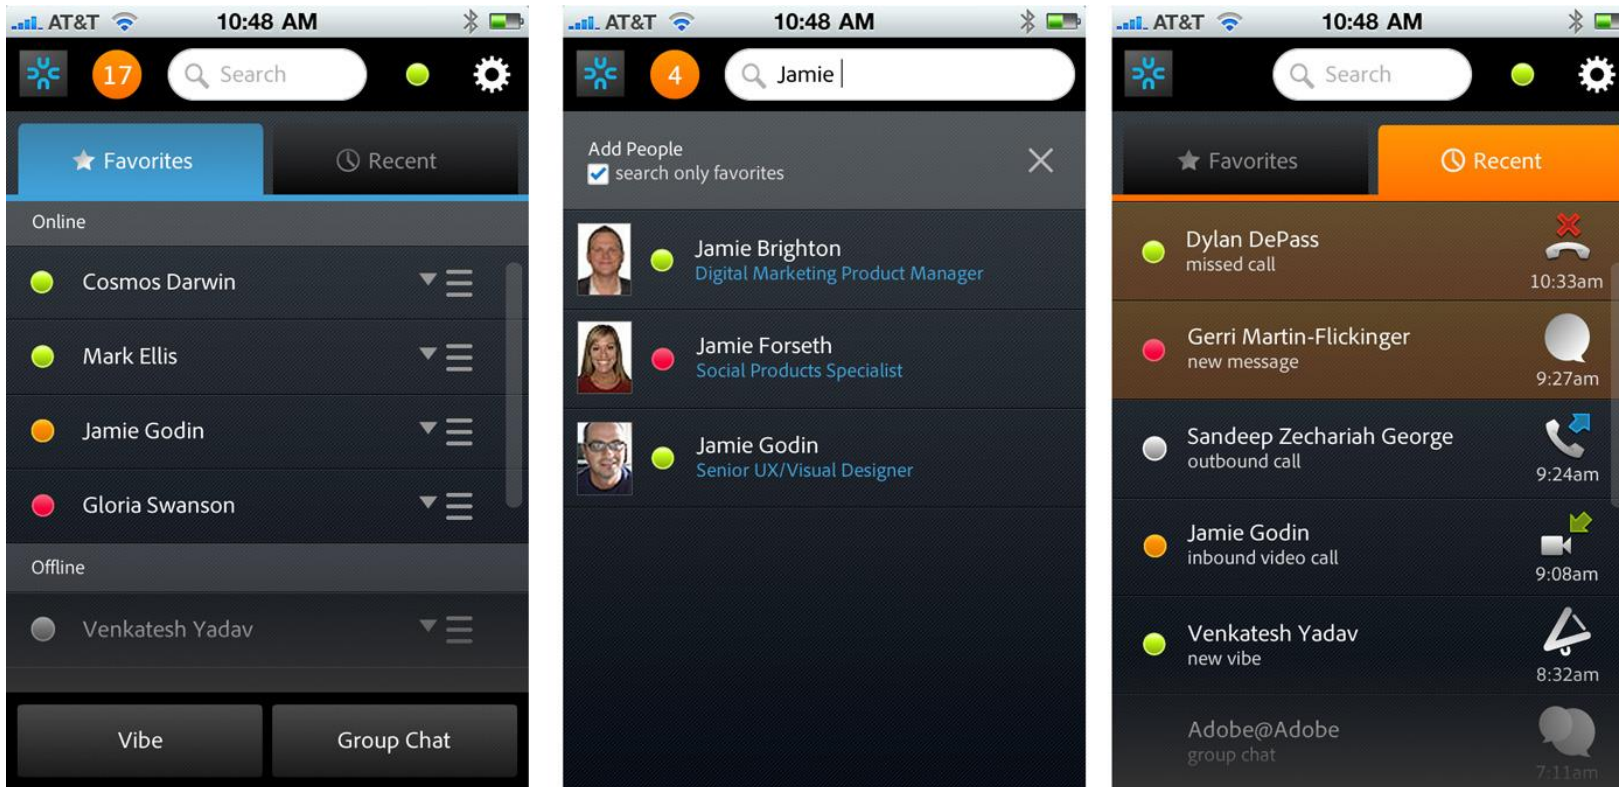 AT&T 10:48 AM
17 Search
Favorites Recent
Online
Cosmos Darwin
Mark Ellis
Jamie Godin
Gloria Swanson
Offline
Venkatesh Yadav
Vibe Group Chat
AT&T 10:48 AM
4 Jamie
Add People
search only favorites
Jamie Brighton
Digital Marketing Product Manager
Jamie Forseth
Social Products Specialist
Jamie Godin
Senior UX/Visual Designer
AT&T 10:48 AM
Search
Favorites Recent
Dylan DePass
missed call
10:33am
Gerri Martin-Flickinger
new message
9:27am
Sandeep Zechariah George
outbound call
9:24am
Jamie Godin
inbound video call
9:08am
Venkatesh Yadav
new vibe
8:32am
Adobe@Adobe
group chat
7:11am